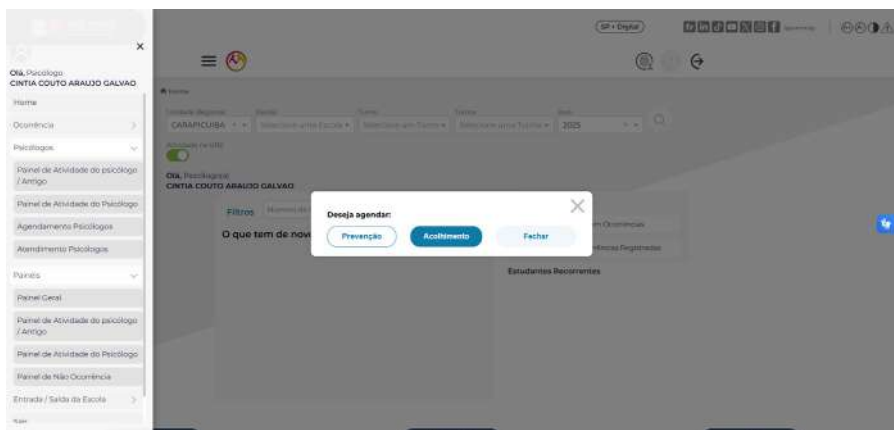 SP + Digital
Olá, Psicólogo
CINTIA COUTO ARAUJO GALVAO
Home
Ocorrência
Psicólogos
Painel de Atividade do psicólogo / Antigo
Painel de Atividade do Psicólogo
Agendamento Psicólogos
Atendimento Psicólogos
Painéis
Painel Geral
Painel de Atividade do psicólogo / Antigo
Painel de Atividade do Psicólogo
Painel de Não Ocorrência
Entrada / Saída da Escola
Home
CARAPICUIBA
Selecione uma Escola
Selecione um Turno
Selecione uma Turma
2025
CINTIA COUTO ARAUJO GALVAO
Filtros
O que tem de nov
Deseja agendar:
Prevenção
Acolhimento
Fechar
Ocorrências
Registradas
Estudantes Recorrentes